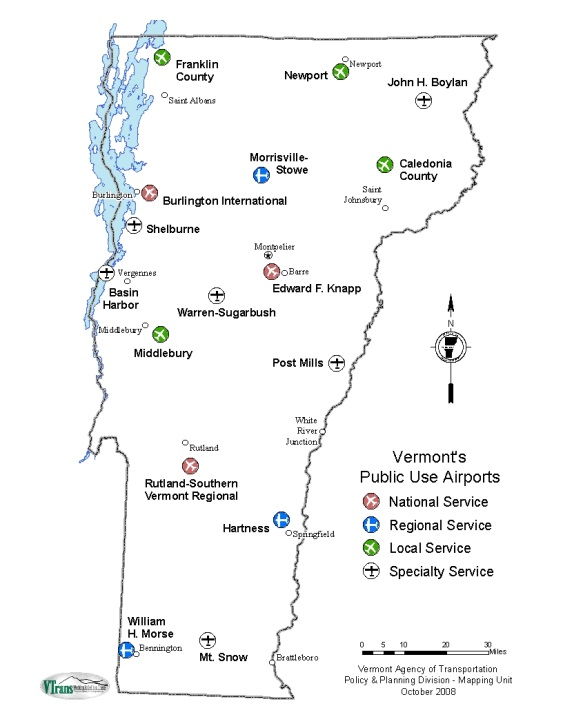 Franklin
County
Newport
Newport
John H. Boylan
Saint Albans
Morrisville-
Stowe
Caledonia
County
Burlington
Burlington International
Saint
Johnsbury
Shelburne
Montpelier
Vergennes
Barre
Basin
Harbor
Edward F. Knapp
Warren-Sugarbush
N
Middlebury
Middlebury
Post Mills
White
River
Junction
Rutland
Rutland-Southern
Vermont Regional
Vermont's
Public Use Airports
National Service
Regional Service
Local Service
Specialty Service
Hartness
Springfield
William
H. Morse
Bennington
Mt. Snow
Brattleboro
0 5 10 20 30
Miles
Vermont Agency of Transportation
Policy & Planning Division - Mapping Unit
October 2008
VTrans